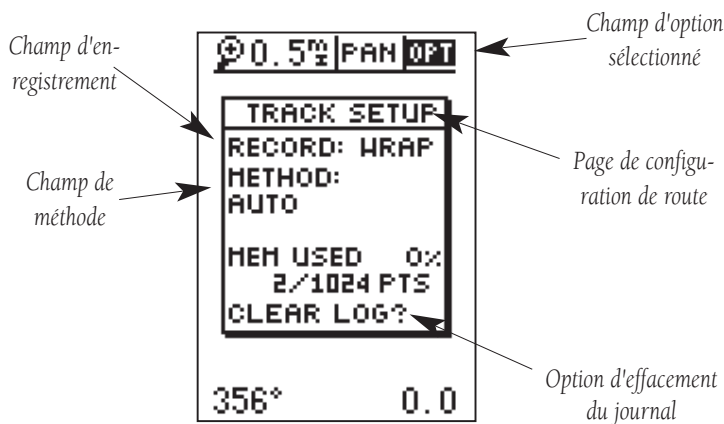 Champ d'en-
registrement
Champ de
méthode
0.5mi PAN OPT
TRACK SETUP
RECORD: WRAP
METHOD:
AUTO
MEM USED 0%
2/1024 PTS
CLEAR LOG?
356° 0.0
Champ d'option
sélectionné
Page de configu-
ration de route
Option d'effacement
du journal